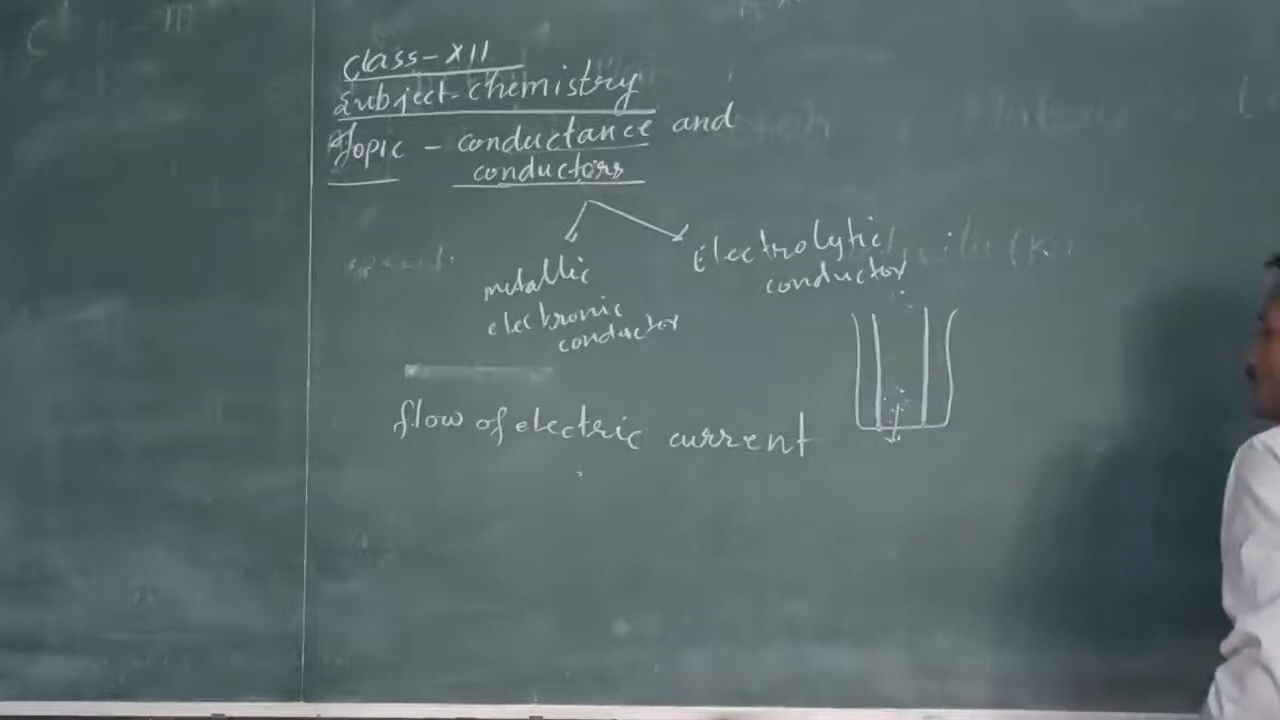 Class-XII
Subject-chemistry
Topic - conductance and
conductors
metallic
electronic
conductor
Electrolytic
conductor
flow of electric current